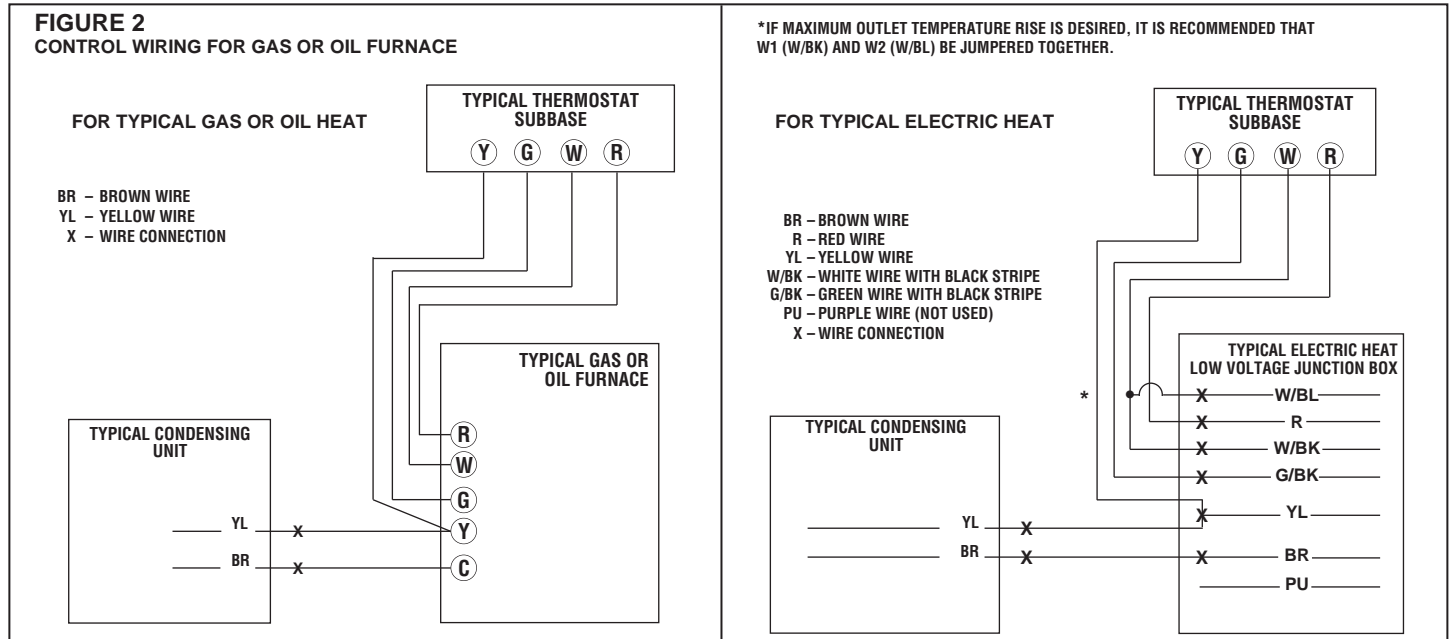 FIGURE 2
CONTROL WIRING FOR GAS OR OIL FURNACE
FOR TYPICAL GAS OR OIL HEAT
TYPICAL THERMOSTAT
SUBBASE
Y G W R
BR – BROWN WIRE
YL – YELLOW WIRE
X – WIRE CONNECTION
TYPICAL GAS OR
OIL FURNACE
R
W
G
Y
C
TYPICAL CONDENSING
UNIT
YL X
BR X
*IF MAXIMUM OUTLET TEMPERATURE RISE IS DESIRED, IT IS RECOMMENDED THAT
W1 (W/BK) AND W2 (W/BL) BE JUMPERED TOGETHER.
FOR TYPICAL ELECTRIC HEAT
TYPICAL THERMOSTAT
SUBBASE
Y G W R
BR – BROWN WIRE
R – RED WIRE
YL – YELLOW WIRE
W/BK – WHITE WIRE WITH BLACK STRIPE
G/BK – GREEN WIRE WITH BLACK STRIPE
PU – PURPLE WIRE (NOT USED)
X – WIRE CONNECTION
TYPICAL ELECTRIC HEAT
LOW VOLTAGE JUNCTION BOX
* X W/BL
X R
X W/BK
X G/BK
X YL
X BR
PU
TYPICAL CONDENSING
UNIT
YL X
BR X